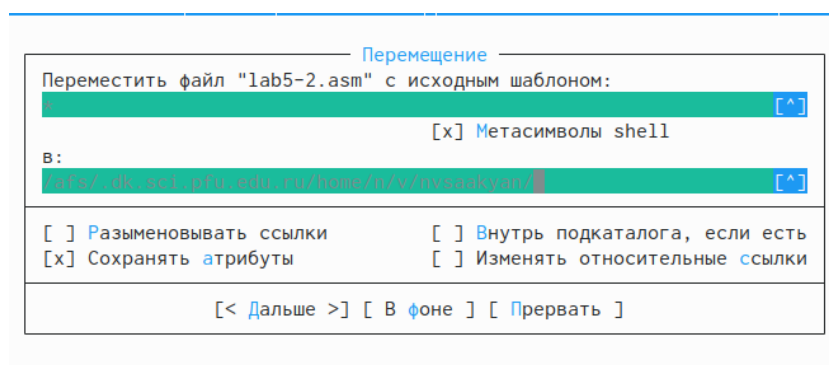 Перемещение
Переместить файл "lab5-2.asm" с исходным шаблоном:
* [^]
[x] Метасимволы shell
в:
/afs/.dk.sci.pfu.edu.ru/home/n/v/nvsaakyan/ [^]
[ ] Разыменовывать ссылки [ ] Внутрь подкаталога, если есть
[x] Сохранять атрибуты [ ] Изменять относительные ссылки
[< Дальше >] [ В фоне ] [ Прервать ]